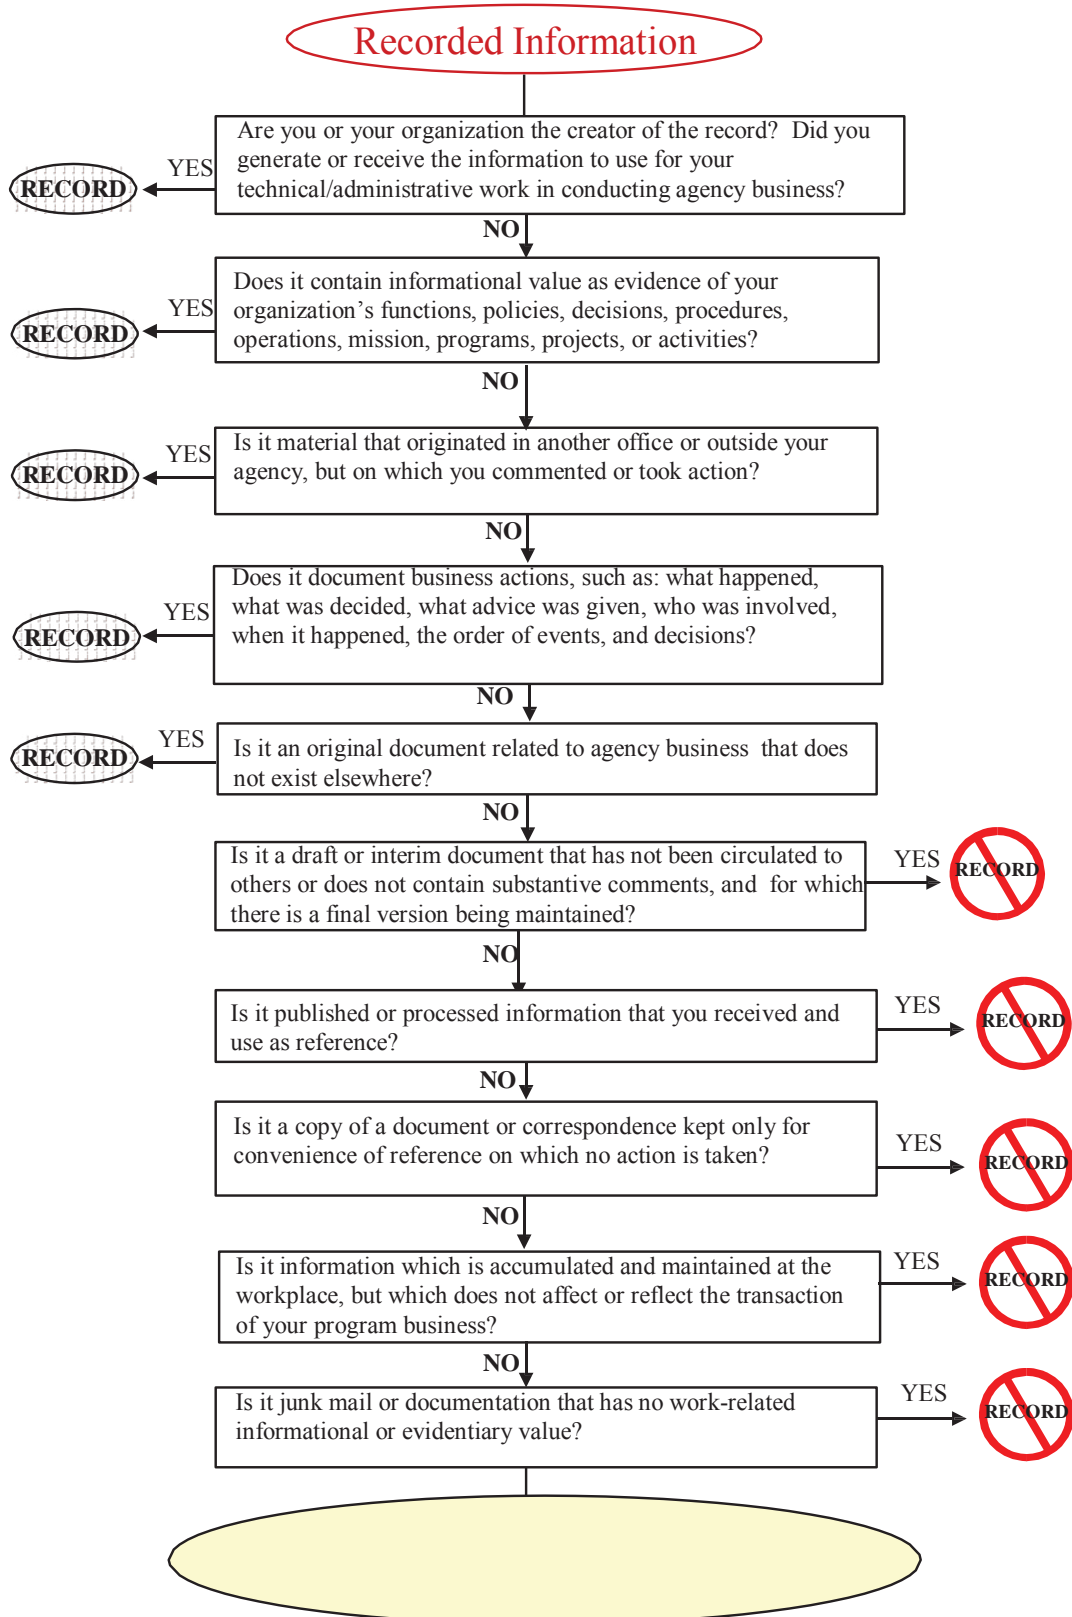 Recorded Information
Are you or your organization the creator of the record?  Did you
generate or receive the information to use for your
technical/administrative work in conducting agency business?
YES
RECORD
NO
Does it contain informational value as evidence of your
organization's functions, policies, decisions, procedures,
operations, mission, programs, projects, or activities?
YES
RECORD
NO
Is it material that originated in another office or outside your
agency, but on which you commented or took action?
YES
RECORD
NO
Does it document business actions, such as: what happened,
what was decided, what advice was given, who was involved,
when it happened, the order of events, and decisions?
YES
RECORD
NO
Is it an original document related to agency business  that does
not exist elsewhere?
YES
RECORD
NO
Is it a draft or interim document that has not been circulated to
others or does not contain substantive comments, and  for which
there is a final version being maintained?
YES
RECORD
NO
Is it published or processed information that you received and
use as reference?
YES
RECORD
NO
Is it a copy of a document or correspondence kept only for
convenience of reference on which no action is taken?
YES
RECORD
NO
Is it information which is accumulated and maintained at the
workplace, but which does not affect or reflect the transaction
of your program business?
YES
RECORD
NO
Is it junk mail or documentation that has no work-related
informational or evidentiary value?
YES
RECORD